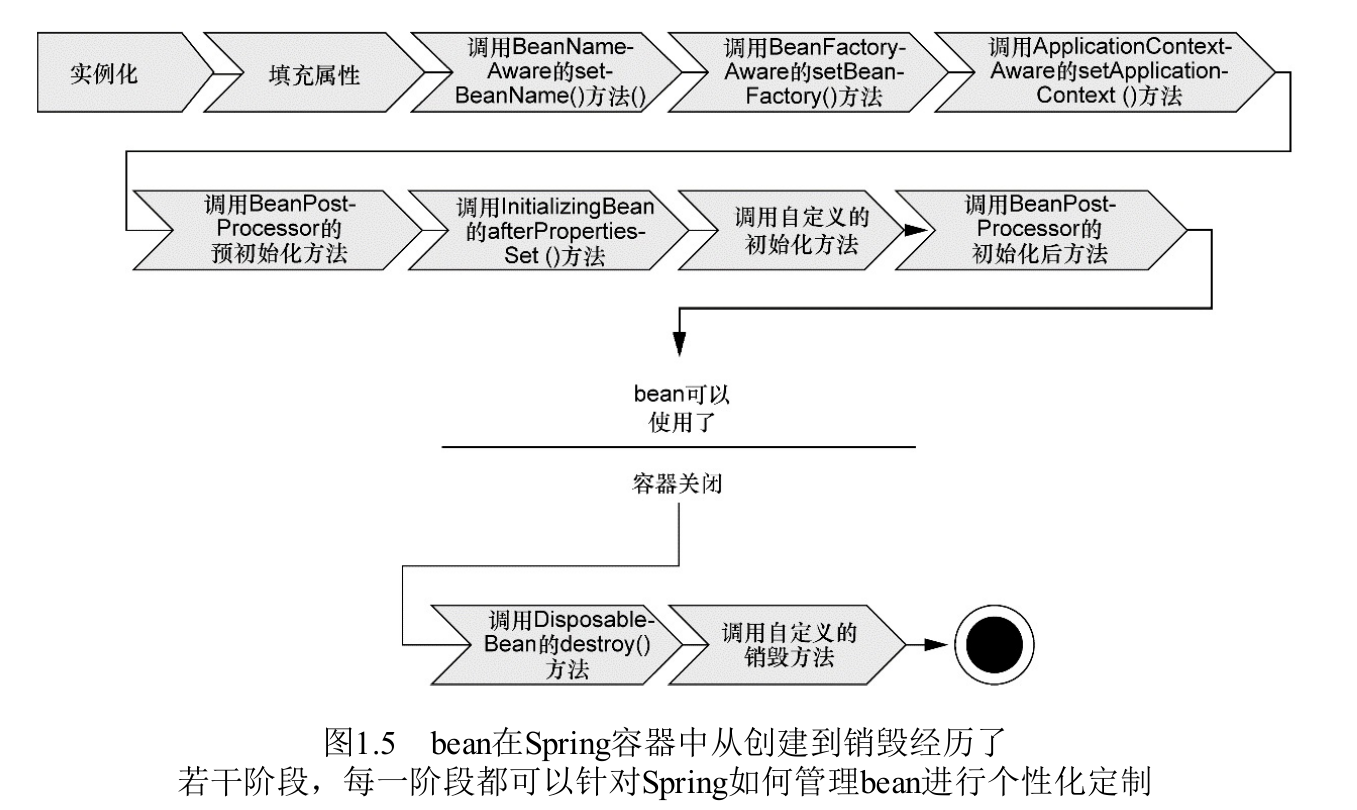 实例化
填充属性
调用BeanName-
Aware的set-
BeanName()方法()
调用BeanFactory-
Aware的setBean-
Factory()方法
调用ApplicationContext-
Aware的setApplication-
Context ()方法
调用BeanPost-
Processor的
预初始化方法
调用InitializingBean
的afterProperties-
Set ()方法
调用自定义的
初始化方法
调用BeanPost-
Processor的
初始化后方法
bean可以
使用了
容器关闭
调用Disposable-
Bean的destroy()
方法
调用自定义的
销毁方法
图1.5 bean在Spring容器中从创建到销毁经历了
若干阶段，每一阶段都可以针对Spring如何管理bean进行个性化定制